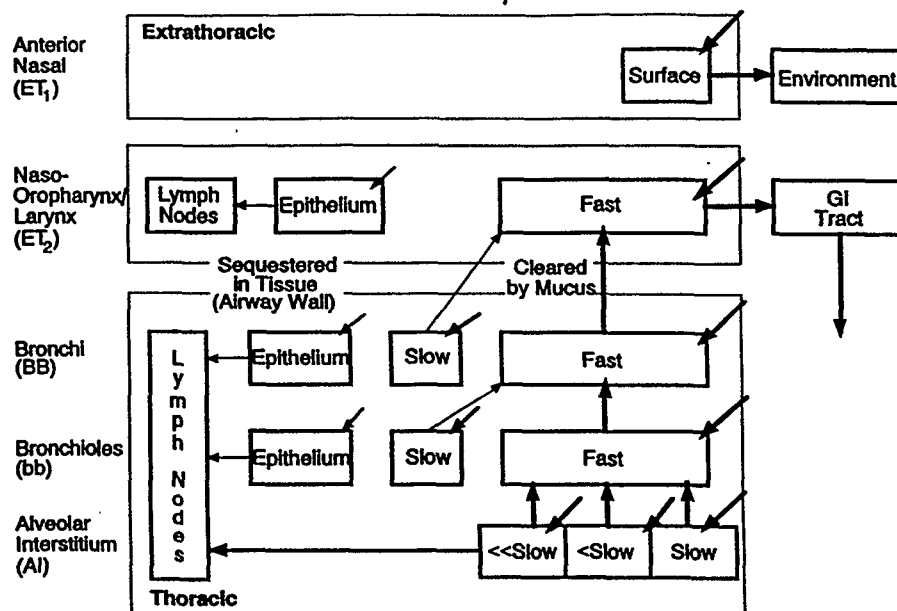 Extrathoracic
Anterior
Nasal
(ET1)
Surface
Environment
Naso-
Oropharynx/
Larynx
(ET2)
Lymph
Nodes
Epithelium
Fast
GI
Tract
Sequestered
in Tissue
(Airway Wall)
Cleared
by Mucus
Bronchi
(BB)
Lymph Nodes
Epithelium
Slow
Fast
Bronchioles
(bb)
Epithelium
Slow
Fast
Alveolar
Interstitium
(AI)
<<Slow
<Slow
Slow
Thoracic